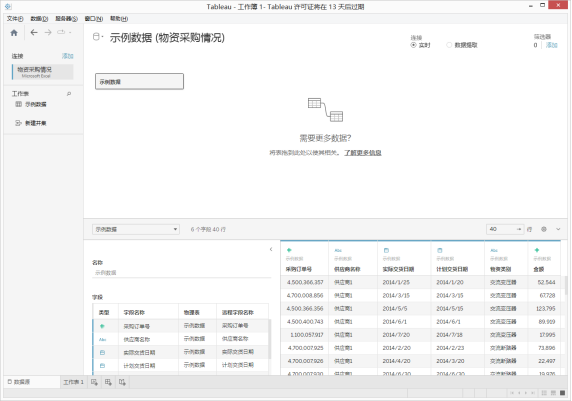 Tableau - 工作簿 1- Tableau 许可证将在 13 天后过期
文件(F) 数据(D) 服务器(S) 窗口(N) 帮助(H)
连接 添加
物资采购情况
Microsoft Excel
工作表
示例数据
新建并集
示例数据 (物资采购情况)
连接
实时 数据提取
筛选器
0 添加
示例数据
需要更多数据?
将表拖到此处以使其相关。 了解更多信息
示例数据 6 个字段 40 行 40 行
名称
示例数据
字段
类型 字段名称 物理表 远程字段名称
采购订单号 示例数据 采购订单号
Abc 供应商名称 示例数据 供应商名称
实际交货日期 示例数据 实际交货日期
计划交货日期 示例数据 计划交货日期
Abc Abc
示例数据 示例数据 示例数据 示例数据 示例数据 示例数据
采购订单号 供应商名称 实际交货日期 计划交货日期 物资类别 金额
4,500,366,357 供应商1 2014/1/25 2014/1/20 交流变压器 52,544
4,700,008,856 供应商1 2014/3/15 2014/3/15 交流变压器 67,728
4,500,366,356 供应商1 2014/5/5 2014/5/15 交流变压器 123,795
4,500,400,743 供应商1 2014/6/1 2014/6/1 交流变压器 89,919
1,100,057,917 供应商1 2014/7/20 2014/7/18 交流变压器 17,995
4,700,007,925 供应商1 2014/2/20 2014/2/23 交流断路器 73,896
4,700,007,926 供应商1 2014/4/20 2014/3/20 交流断路器 22,497
4,700,007,930 供应商1 2014/6/30 2014/6/30 交流断路器
数据源 工作表 1